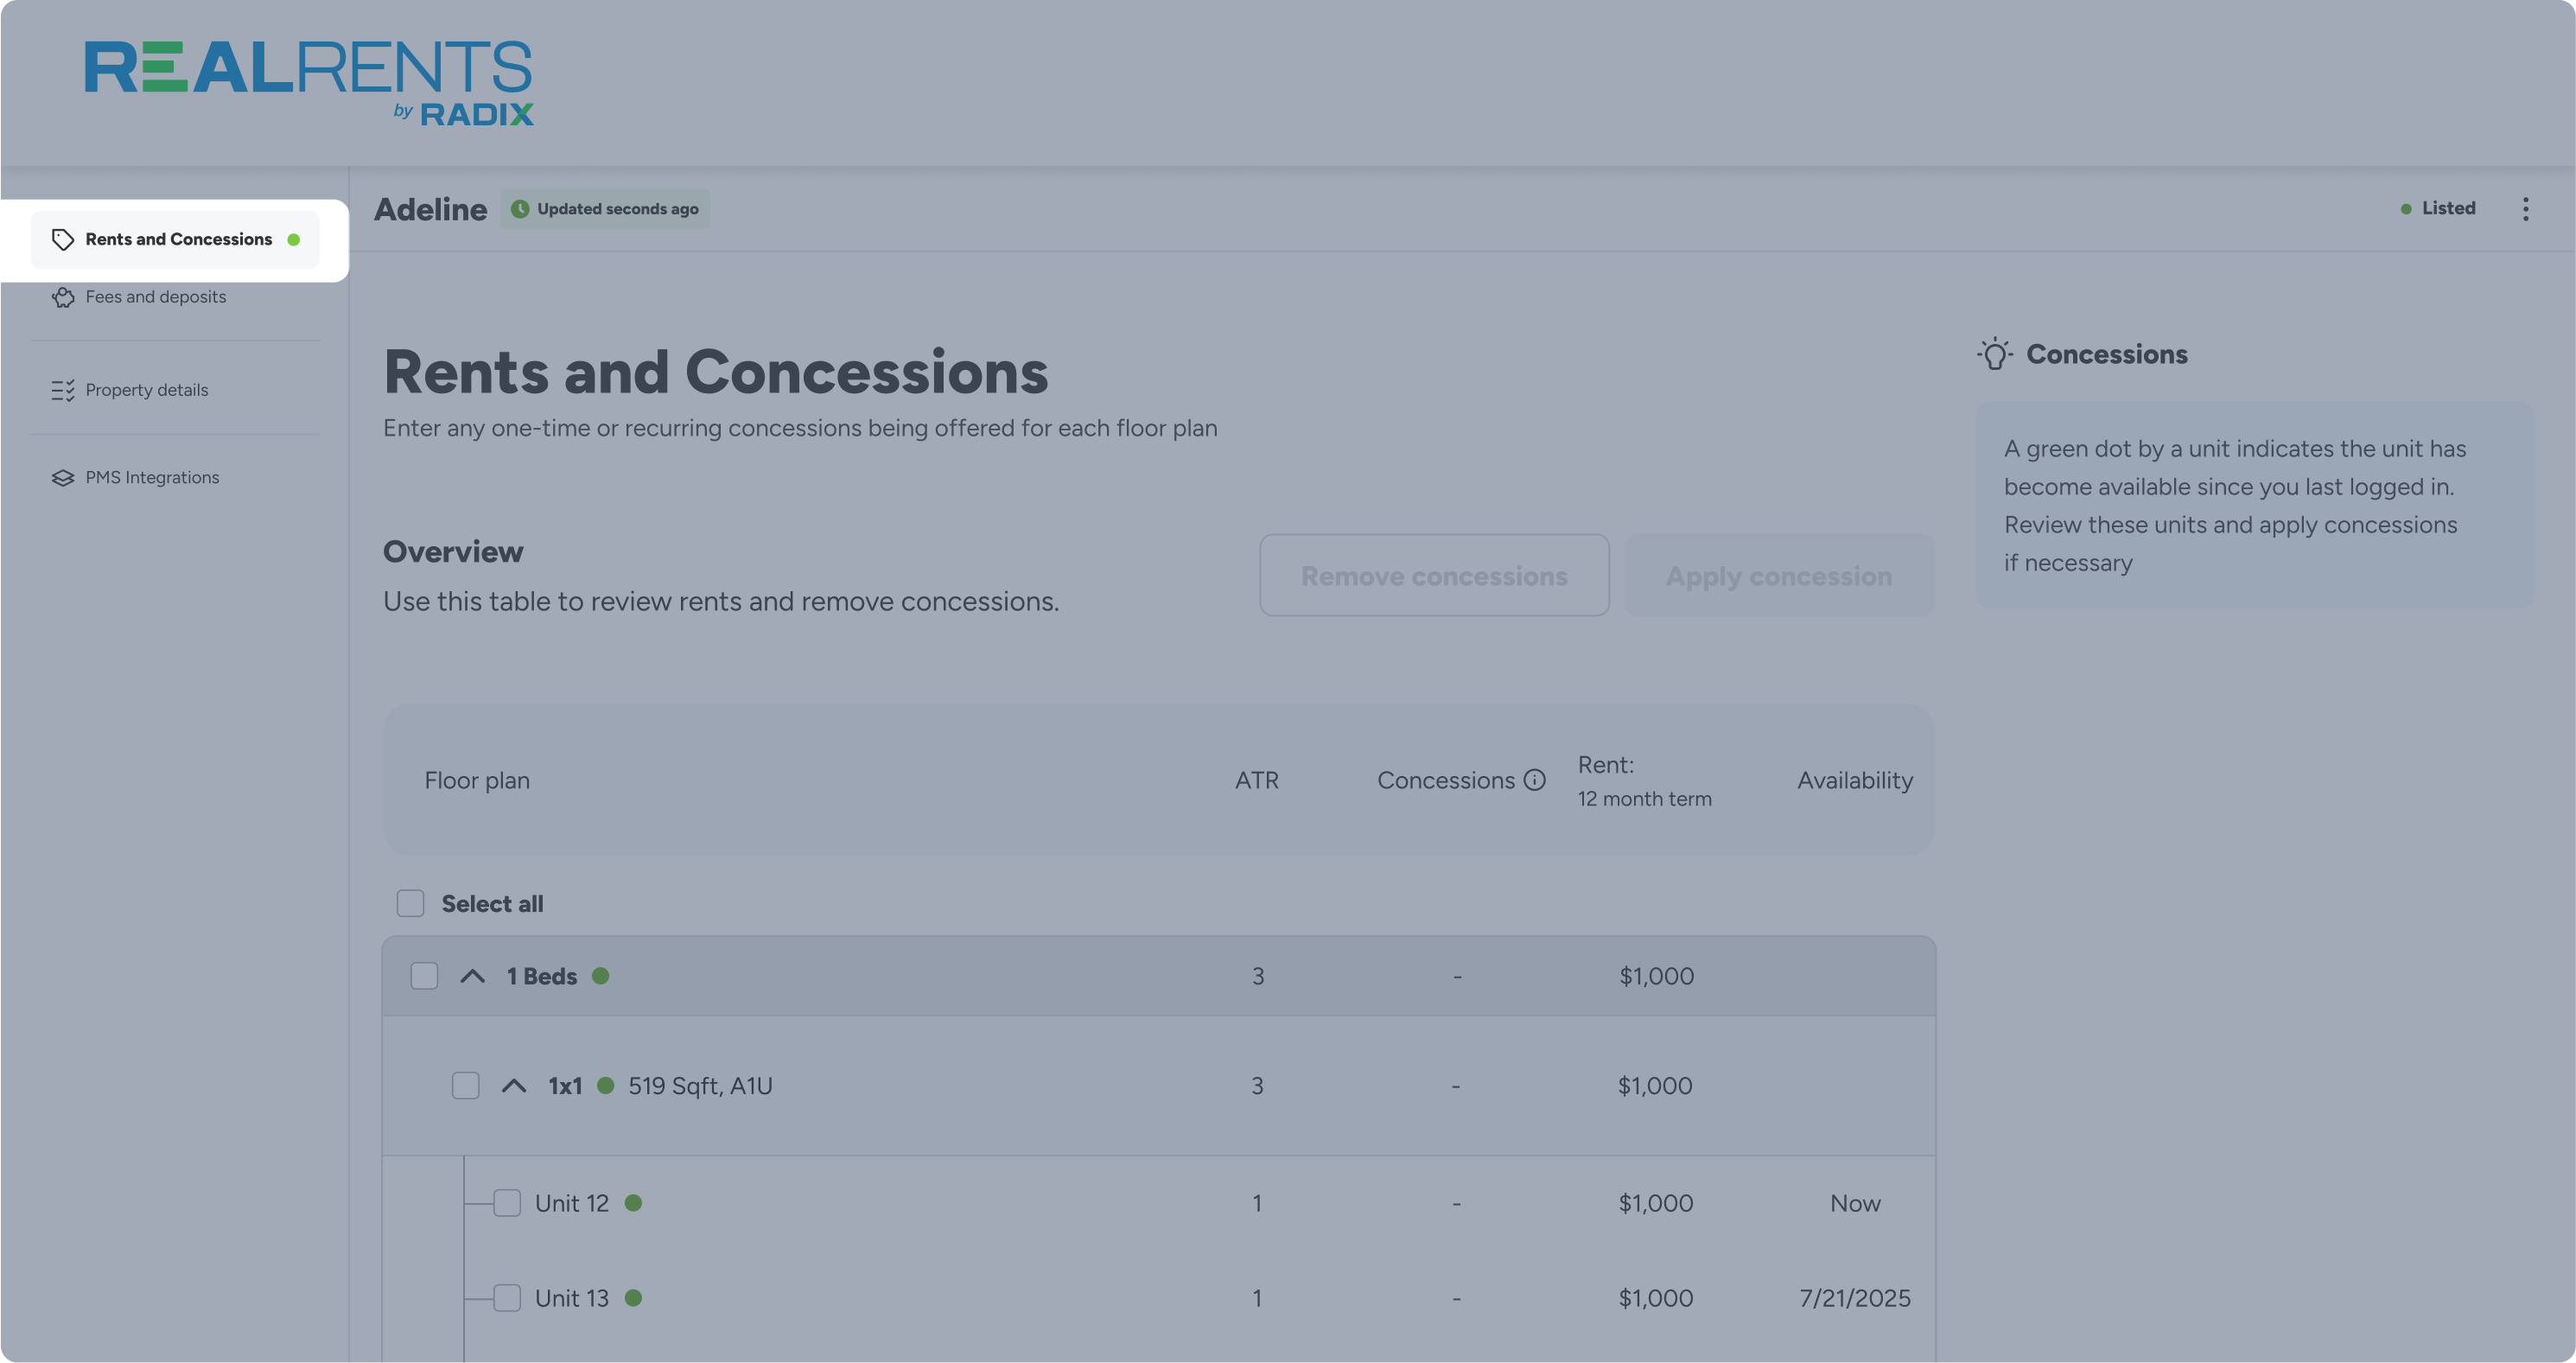 REALRENTS
by RADIX
Rents and Concessions
Fees and deposits
Property details
PMS Integrations
Adeline
Updated seconds ago
Listed
Rents and Concessions
Enter any one-time or recurring concessions being offered for each floor plan
Overview
Use this table to review rents and remove concessions.
Remove concessions
Apply concession
Concessions
A green dot by a unit indicates the unit has
become available since you last logged in.
Review these units and apply concessions
if necessary
Floor plan ATR Concessions Rent: 12 month term Availability
Select all
1 Beds 3 - $1,000
1x1 519 Sqft, A1U 3 - $1,000
Unit 12 1 - $1,000 Now
Unit 13 1 - $1,000 7/21/2025